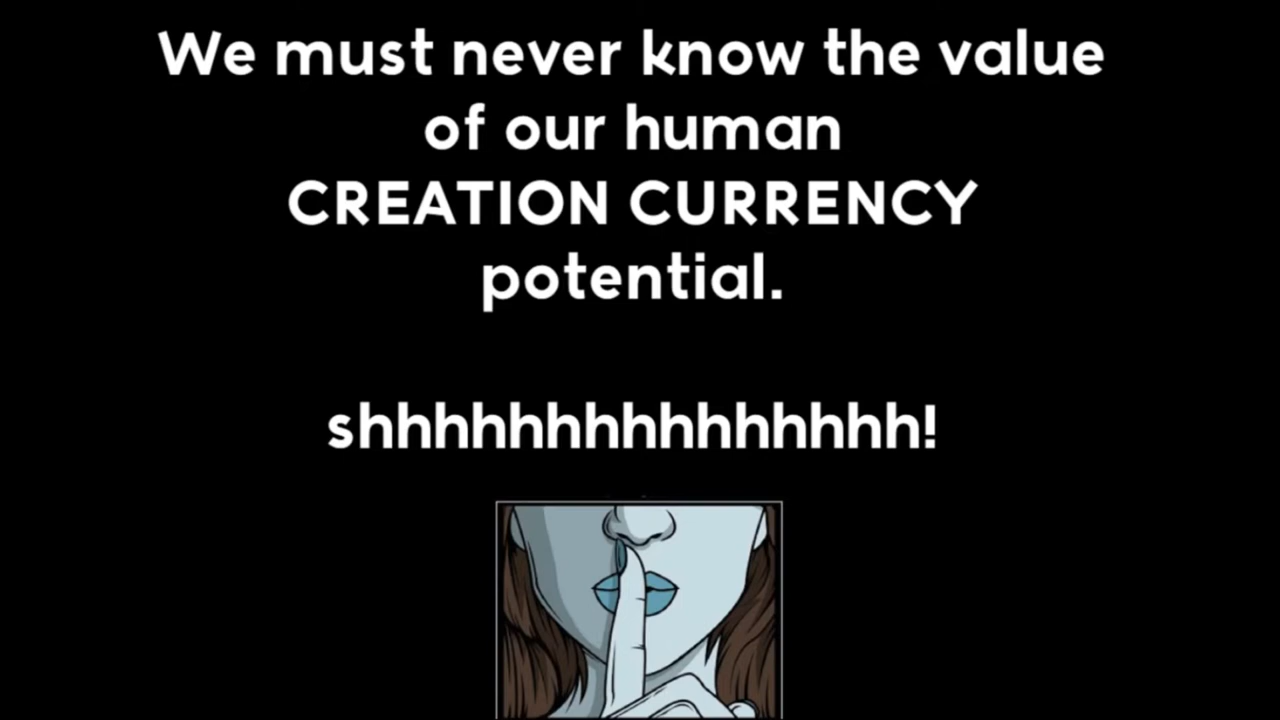 We must never know the value
of our human
CREATION CURRENCY
potential.
shhhhhhhhhhhhhhh!